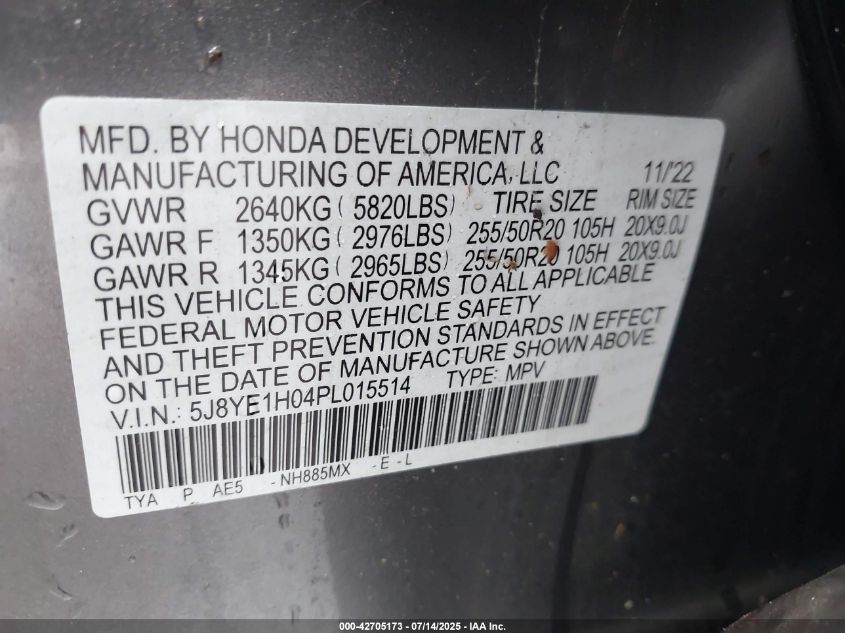 MFD. BY HONDA DEVELOPMENT &
MANUFACTURING OF AMERICA, LLC 11/'22
GVWR 2640KG ( 5820LBS) TIRE SIZE RIM SIZE
GAWR F 1350KG ( 2976LBS) 255/50R20 105H 20X9.0J
GAWR R 1345KG ( 2965LBS) 255/50R20 105H 20X9.0J
THIS VEHICLE CONFORMS TO ALL APPLICABLE
FEDERAL MOTOR VEHICLE SAFETY
AND THEFT PREVENTION STANDARDS IN EFFECT
ON THE DATE OF MANUFACTURE SHOWN ABOVE.
V.I.N.: 5J8YE1H04PL015514 TYPE: MPV
TYA P AE5 -NH885MX -E -L
000-42705173 - 07/14/2025 - IAA Inc.